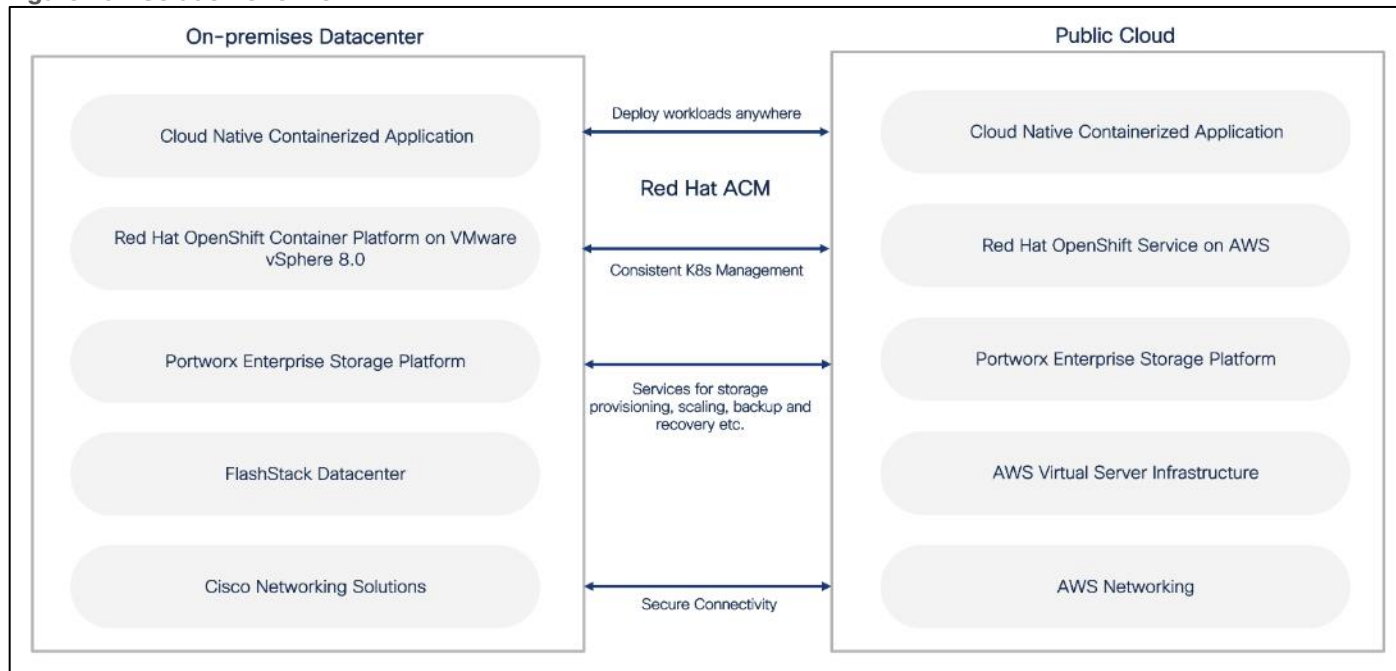 On-premises Datacenter
Public Cloud
Cloud Native Containerized Application
Deploy workloads anywhere
Cloud Native Containerized Application
Red Hat ACM
Red Hat OpenShift Container Platform on VMware
vSphere 8.0
Consistent K8s Management
Red Hat OpenShift Service on AWS
Portworx Enterprise Storage Platform
Services for storage
provisioning, scaling, backup and
recovery etc.
Portworx Enterprise Storage Platform
FlashStack Datacenter
AWS Virtual Server Infrastructure
Cisco Networking Solutions
Secure Connectivity
AWS Networking